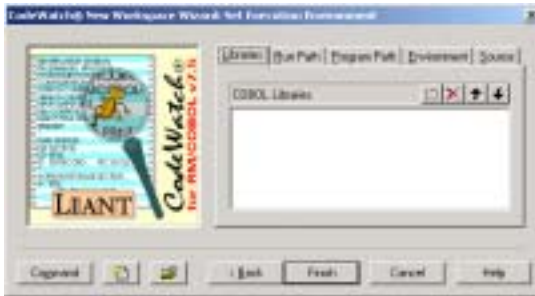 CodeWatch® New Workspace Wizard Set Execution Environment
Libraries Run Path Program Path Environment Source
COBOL Libraries
CodeWatch®
for RM/COBOL v7.5
LIANT
Command < Back Finish Cancel Help